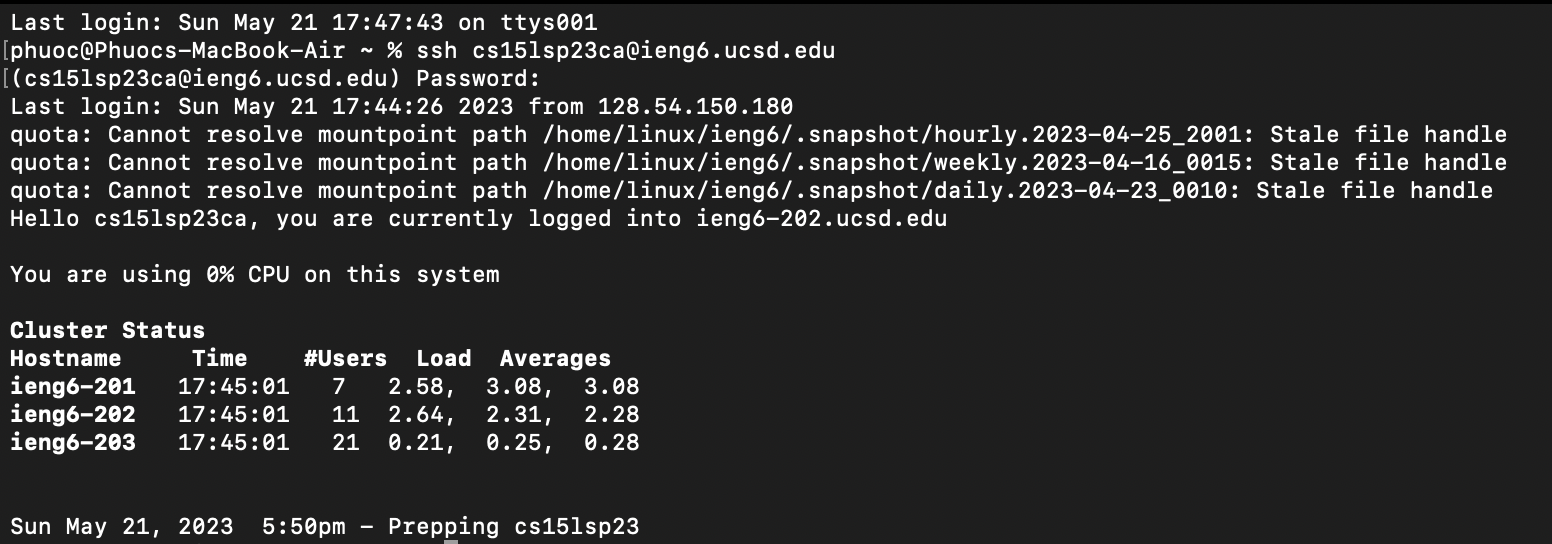 Last login: Sun May 21 17:47:43 on ttys001
[phuoc@Phuocs-MacBook-Air ~ % ssh cs15lsp23ca@ieng6.ucsd.edu
[(cs15lsp23ca@ieng6.ucsd.edu) Password:
Last login: Sun May 21 17:44:26 2023 from 128.54.150.180
quota: Cannot resolve mountpoint path /home/linux/ieng6/.snapshot/hourly.2023-04-25_2001: Stale file handle
quota: Cannot resolve mountpoint path /home/linux/ieng6/.snapshot/weekly.2023-04-16_0015: Stale file handle
quota: Cannot resolve mountpoint path /home/linux/ieng6/.snapshot/daily.2023-04-23_0010: Stale file handle
Hello cs15lsp23ca, you are currently logged into ieng6-202.ucsd.edu
You are using 0% CPU on this system
Cluster Status
Hostname     Time    #Users  Load  Averages
ieng6-201   17:45:01   7   2.58,  3.08,  3.08
ieng6-202   17:45:01   11  2.64,  2.31,  2.28
ieng6-203   17:45:01   21  0.21,  0.25,  0.28
Sun May 21, 2023  5:50pm - Prepping cs15lsp23